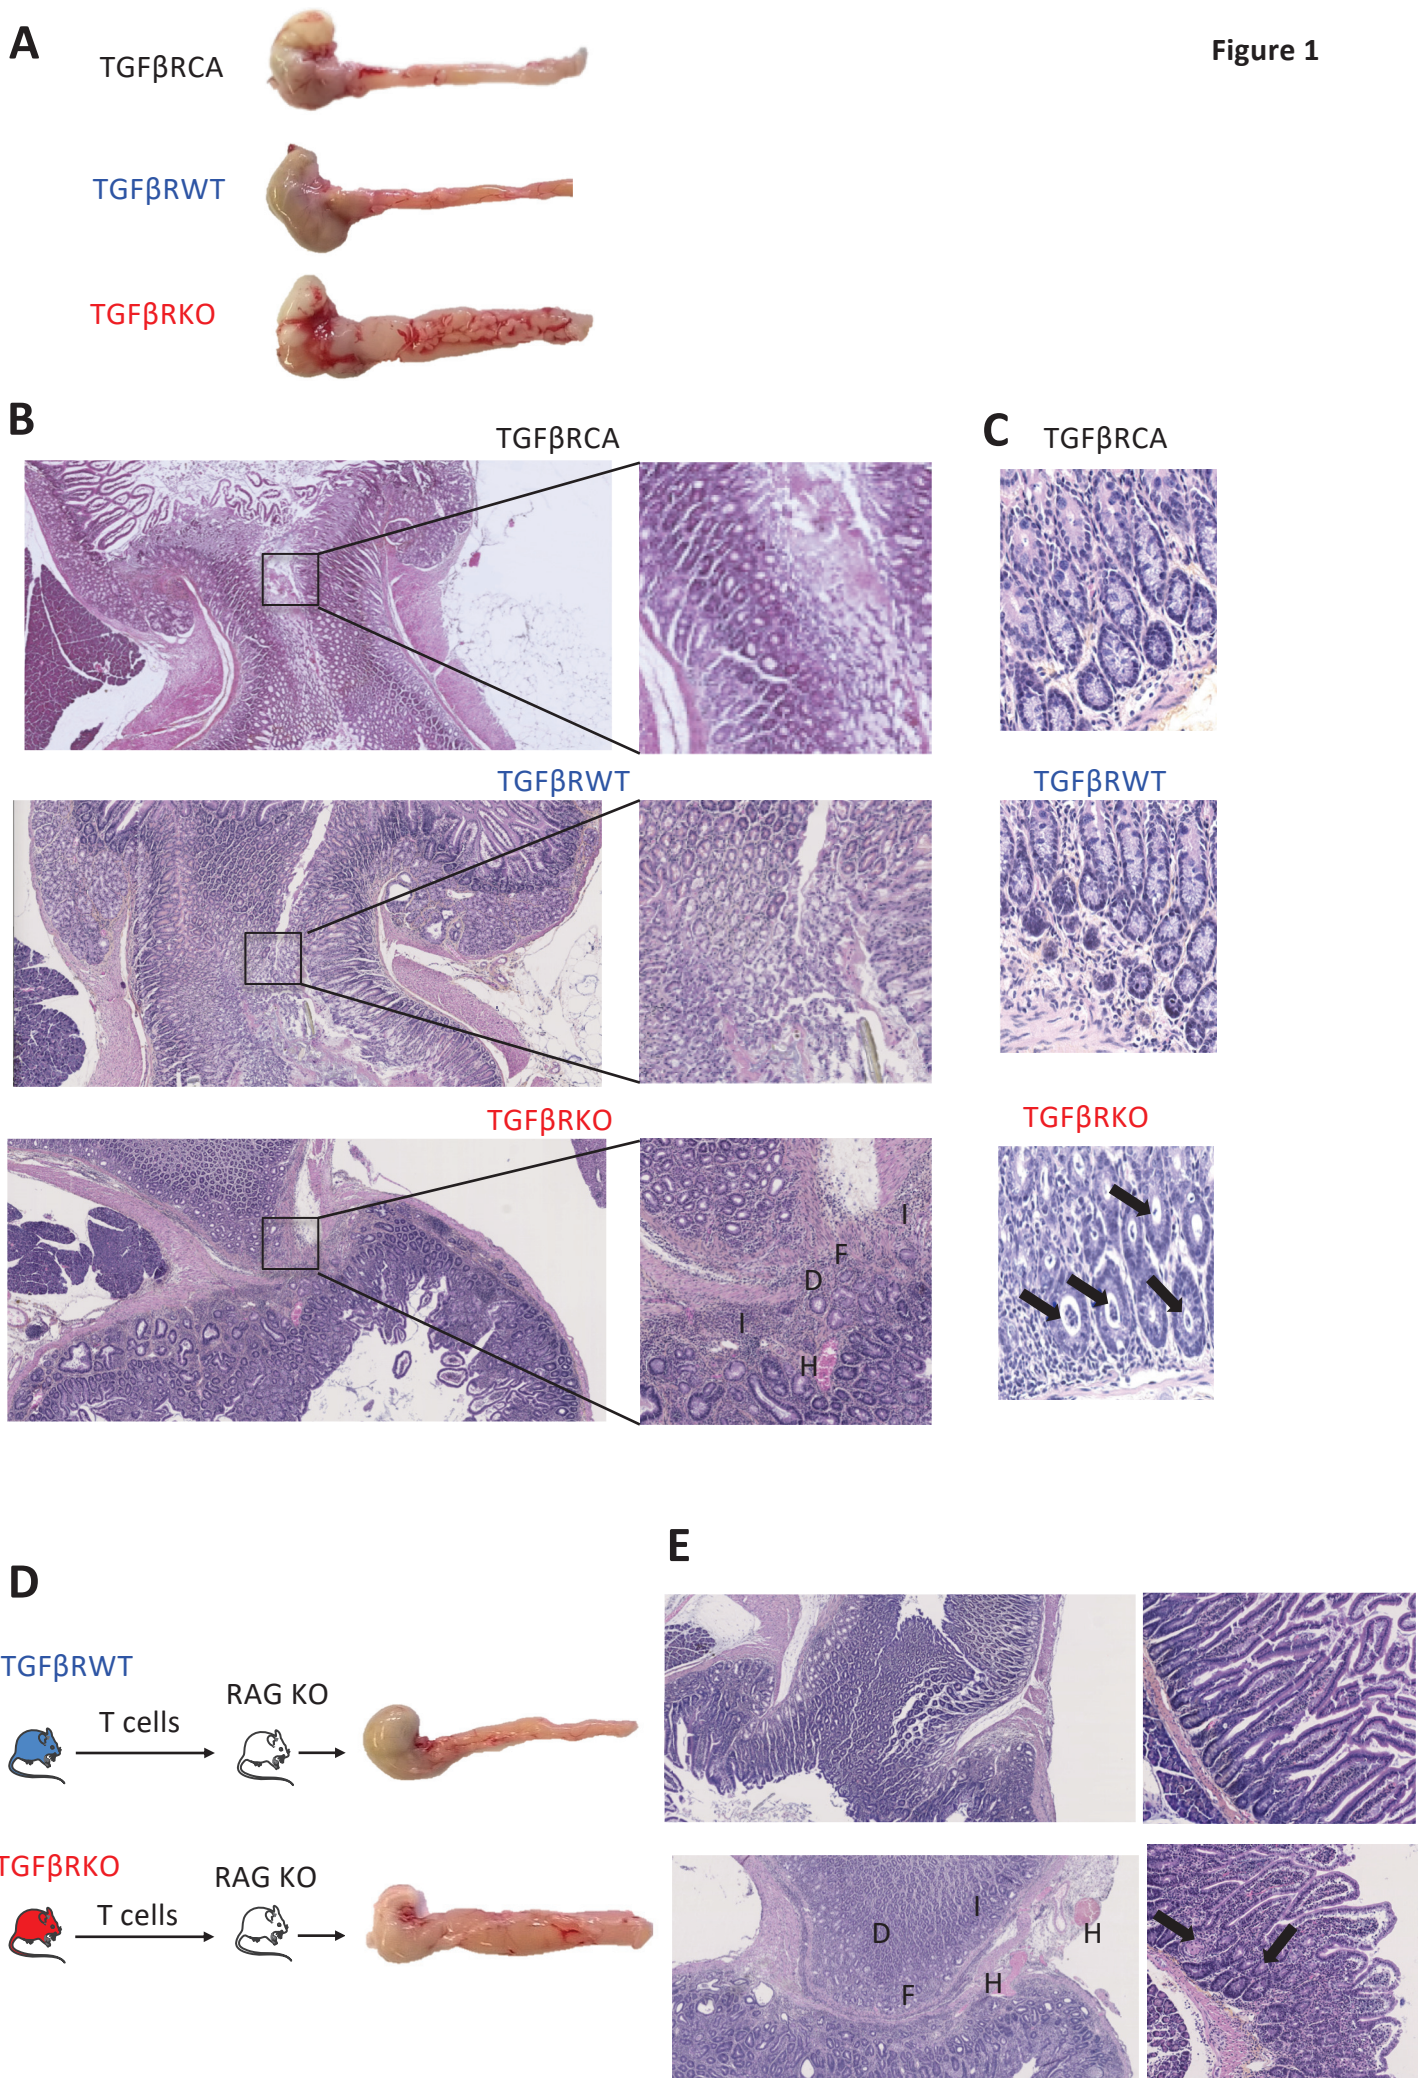 Figure 1
A
TGFβRCA
TGFβRWT
TGFβRKO
B
TGFβRCA
TGFβRWT
TGFβRKO
I
F
D
I
H
C
TGFβRCA
TGFβRWT
TGFβRKO
D
TGFβRWT
T cells
RAG KO
TGFβRKO
T cells
RAG KO
E
I
D
H
H
F